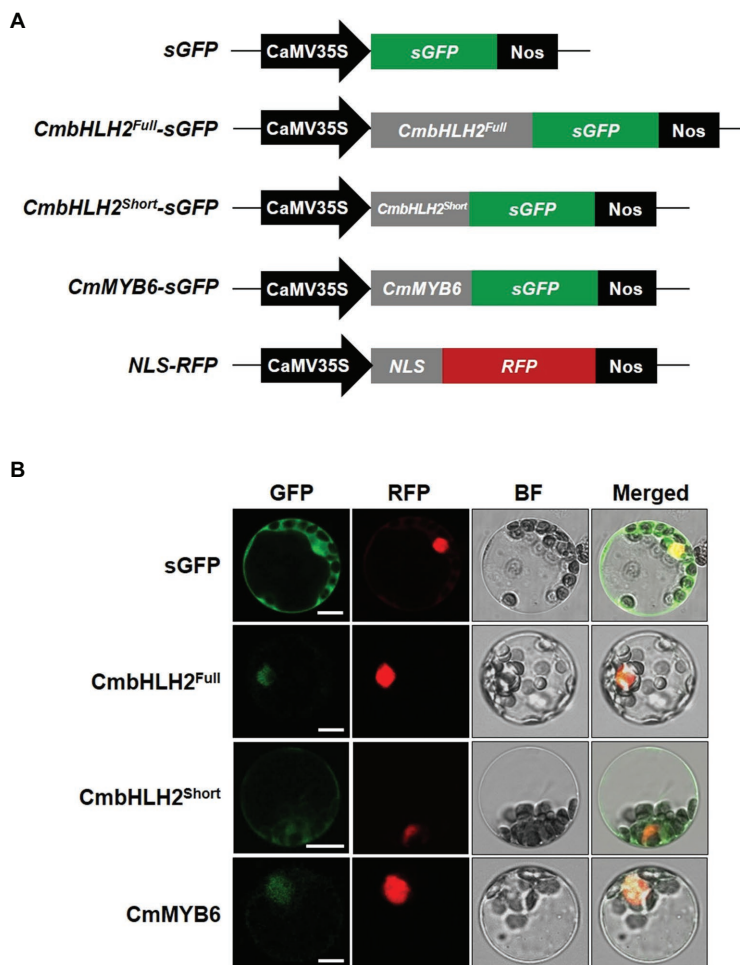 A
sGFP CaMV35S sGFP Nos
CmbHLH2Full-sGFP CaMV35S CmbHLH2Full sGFP Nos
CmbHLH2Short-sGFP CaMV35S CmbHLH2Short sGFP Nos
CmMYB6-sGFP CaMV35S CmMYB6 sGFP Nos
NLS-RFP CaMV35S NLS RFP Nos
B
GFP RFP BF Merged
sGFP
CmbHLH2Full
CmbHLH2Short
CmMYB6